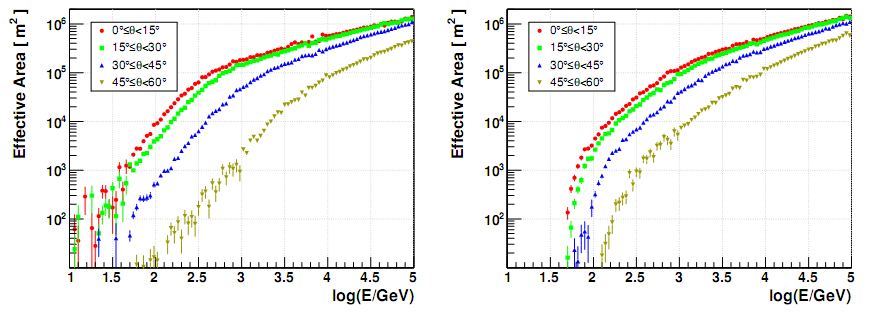 Effective Area [ m² ]
10⁶
10⁵
10⁴
10³
10²
0°≤θ<15°
15°≤θ<30°
30°≤θ<45°
45°≤θ<60°
1 1.5 2 2.5 3 3.5 4 4.5 5
log(E/GeV)
Effective Area [ m² ]
10⁶
10⁵
10⁴
10³
10²
0°≤θ<15°
15°≤θ<30°
30°≤θ<45°
45°≤θ<60°
1 1.5 2 2.5 3 3.5 4 4.5 5
log(E/GeV)